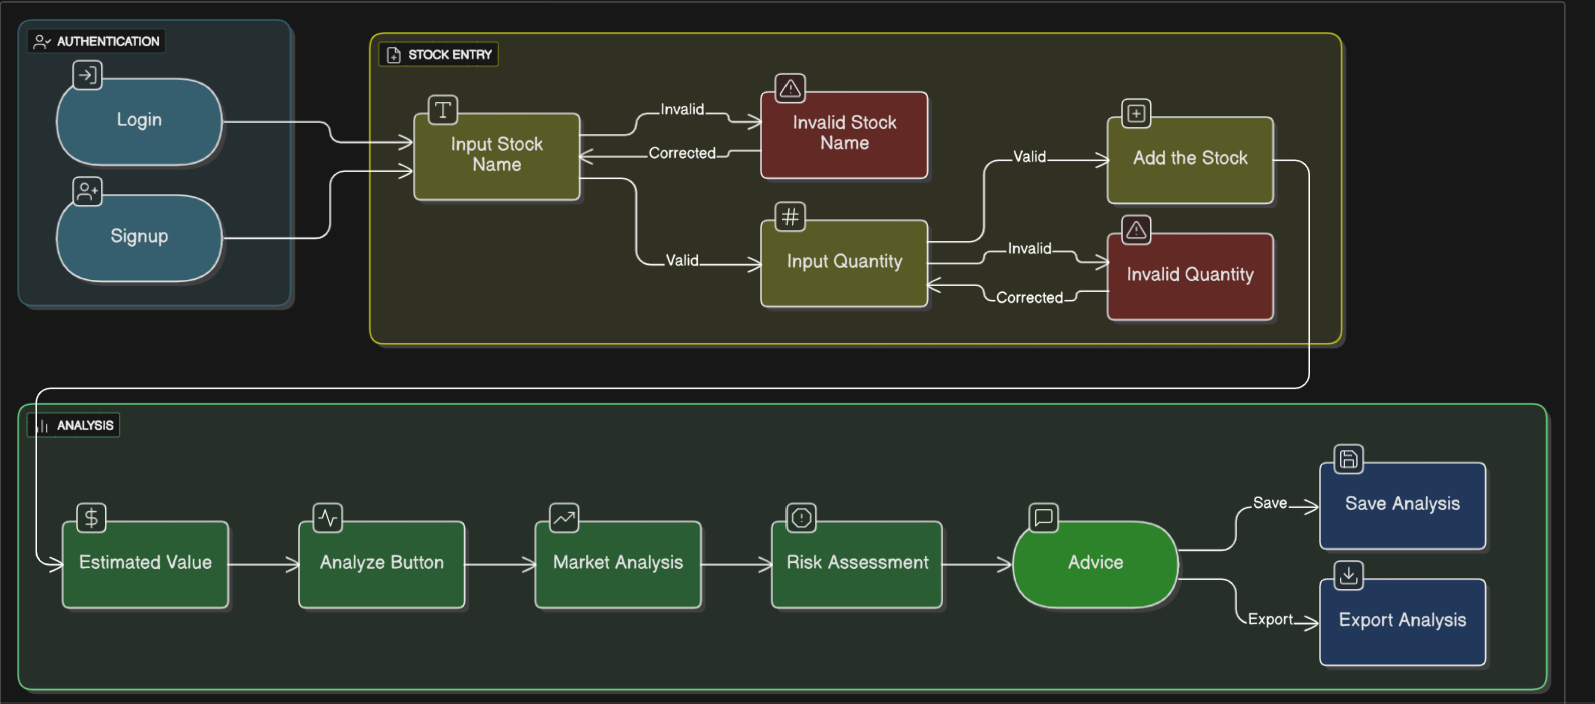 AUTHENTICATION
Login
Signup
STOCK ENTRY
Input Stock
Name
Invalid
Corrected
Valid
Invalid Stock
Name
Input Quantity
Valid
Invalid
Corrected
Add the Stock
Invalid Quantity
ANALYSIS
Estimated Value
Analyze Button
Market Analysis
Risk Assessment
Advice
Save
Export
Save Analysis
Export Analysis